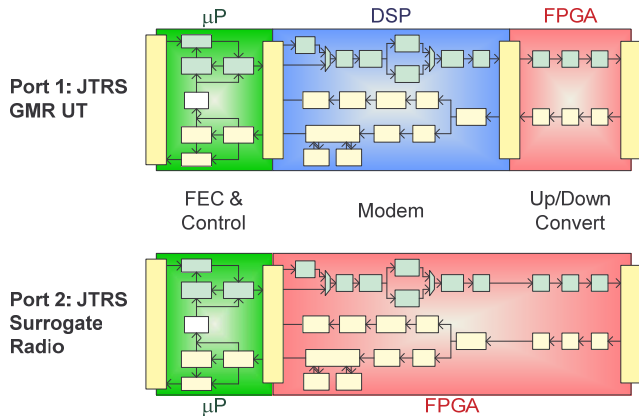 μP DSP FPGA
Port 1: JTRS
GMR UT
FEC &
Control
Modem
Up/Down
Convert
Port 2: JTRS
Surrogate
Radio
μP FPGA